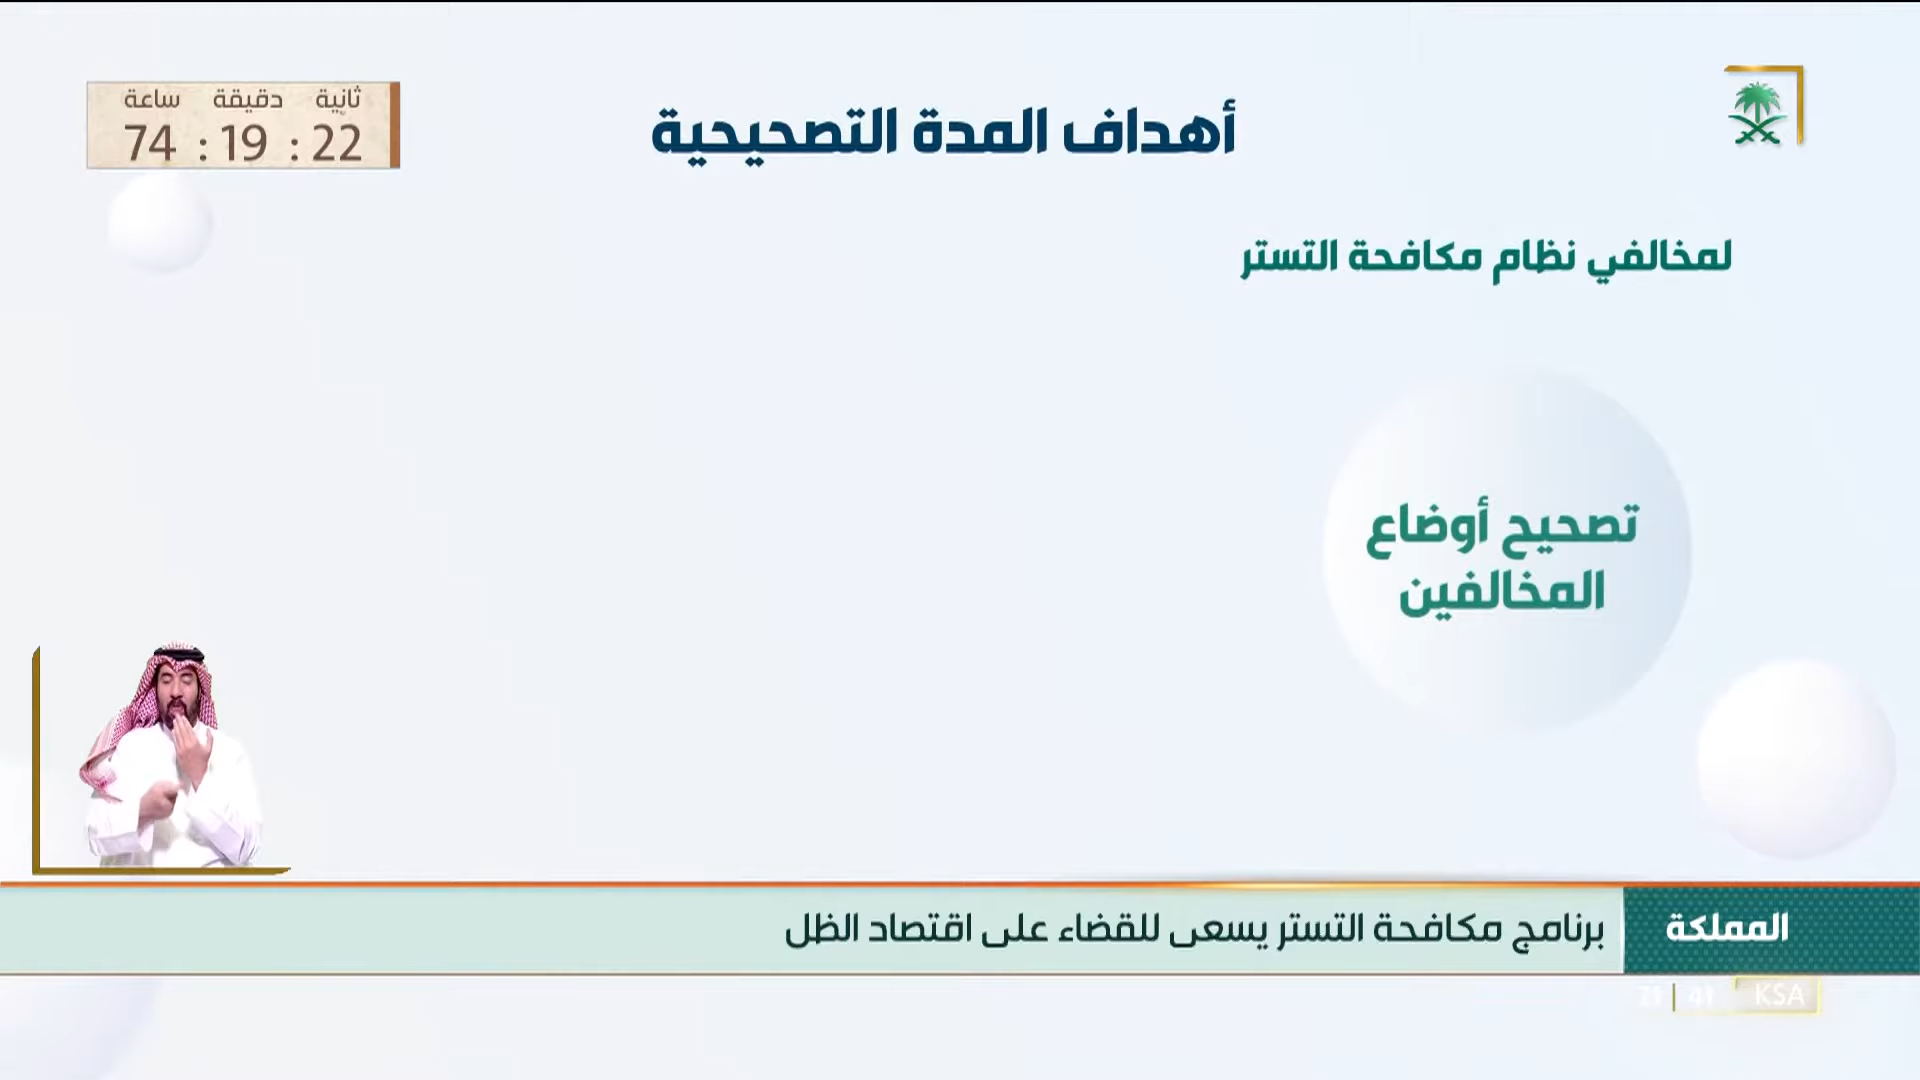 أهداف المدة التصحيحية
ثانية دقيقة ساعة
74 : 19 : 22
لمخالفي نظام مكافحة التستر
تصحيح أوضاع
المخالفين
المملكة
برنامج مكافحة التستر يسعى للقضاء على اقتصاد الظل
KSA